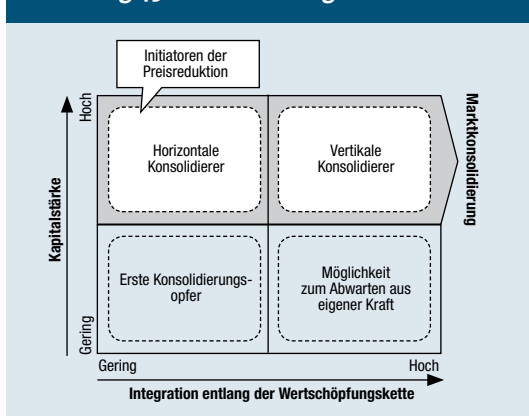 Initiatoren der
Preisreduktion
Hoch
Kapitalstärke
Gering
Horizontale
Konsolidierer
Vertikale
Konsolidierer
Marktkonsolidierung
Erste Konsolidierungs-
opfer
Möglichkeit
zum Abwarten aus
eigener Kraft
Gering
Hoch
Integration entlang der Wertschöpfungskette